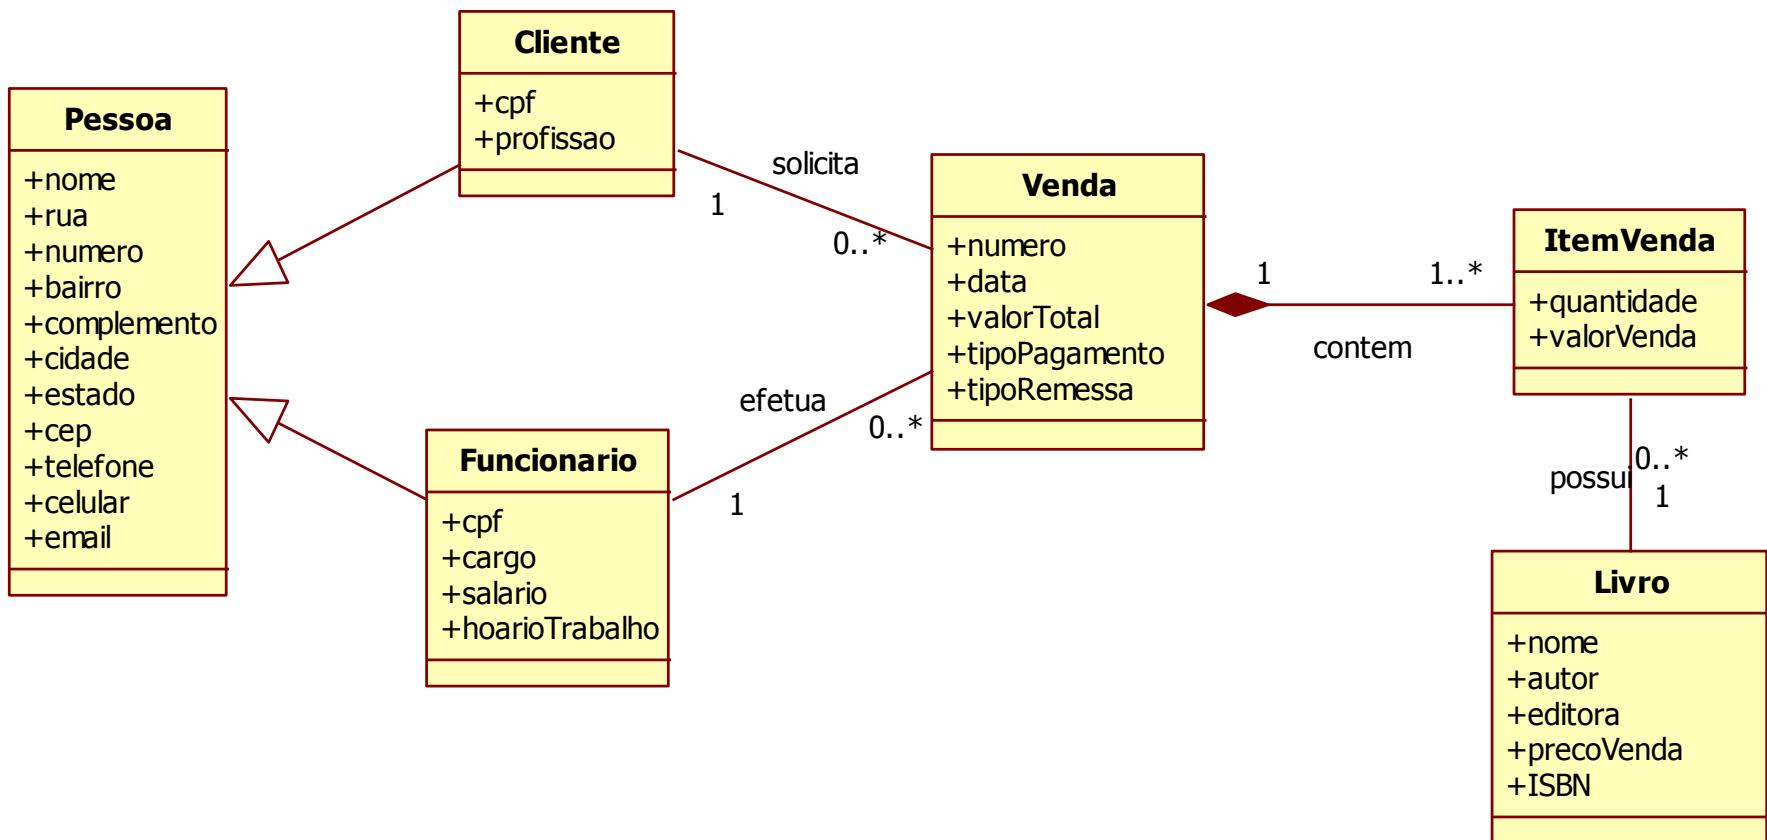 Pessoa
+nome
+rua
+numero
+bairro
+complemento
+cidade
+estado
+cep
+telefone
+celular
+email
Cliente
+cpf
+profissao
Funcionario
+cpf
+cargo
+salario
+hoarioTrabalho
solicita
1
0..*
efetua
1
0..*
Venda
+numero
+data
+valorTotal
+tipoPagamento
+tipoRemessa
1
1..*
contem
ItemVenda
+quantidade
+valorVenda
0..*
possui
1
Livro
+nome
+autor
+editora
+precoVenda
+ISBN